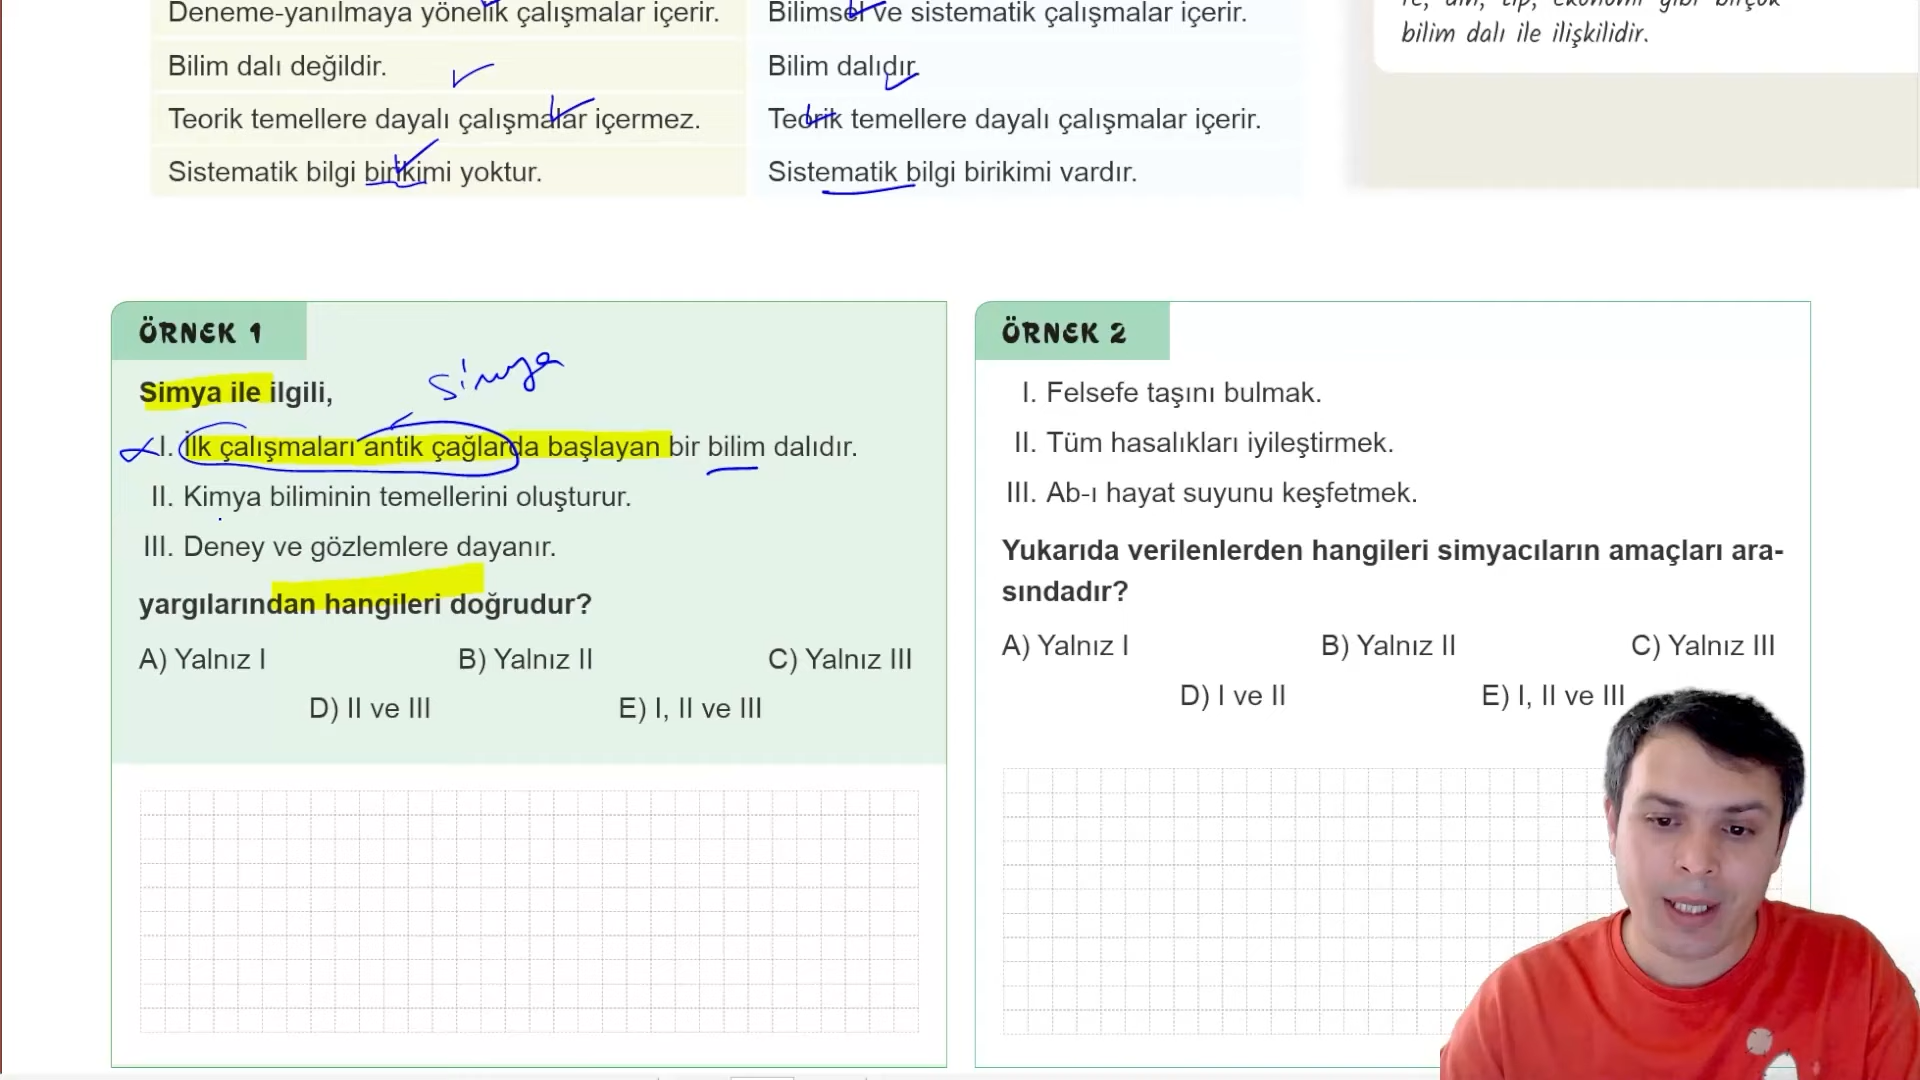 Deneme-yanılmaya yönelik çalışmalar içerir.
Bilimsel ve sistematik çalışmalar içerir.
bilim dalı ile ilişkilidir.
Bilim dalı değildir.
Bilim dalıdır.
Teorik temellere dayalı çalışmalar içermez.
Teorik temellere dayalı çalışmalar içerir.
Sistematik bilgi birikimi yoktur.
Sistematik bilgi birikimi vardır.
ÖRNEK 1
Simya ile ilgili,
simya
I. İlk çalışmaları antik çağlarda başlayan bir bilim dalıdır.
II. Kimya biliminin temellerini oluşturur.
III. Deney ve gözlemlere dayanır.
yargılarından hangileri doğrudur?
A) Yalnız I
B) Yalnız II
C) Yalnız III
D) II ve III
E) I, II ve III
ÖRNEK 2
I. Felsefe taşını bulmak.
II. Tüm hasalıkları iyileştirmek.
III. Ab-ı hayat suyunu keşfetmek.
Yukarıda verilenlerden hangileri simyacıların amaçları ara-
sındadır?
A) Yalnız I
B) Yalnız II
C) Yalnız III
D) I ve II
E) I, II ve III